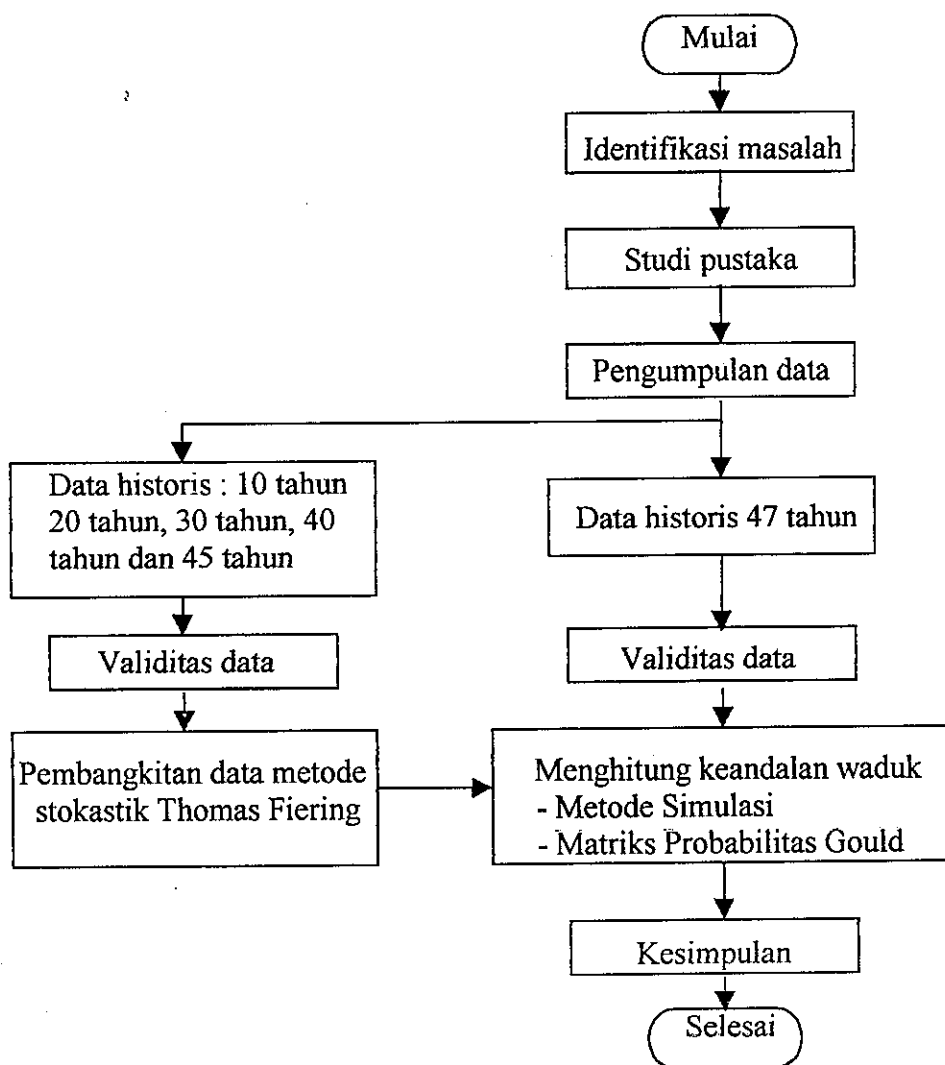 Mulai
Identifikasi masalah
Studi pustaka
Pengumpulan data
Data historis : 10 tahun
20 tahun, 30 tahun, 40
tahun dan 45 tahun
Data historis 47 tahun
Validitas data
Validitas data
Pembangkitan data metode
stokastik Thomas Fiering
Menghitung keandalan waduk
- Metode Simulasi
- Matriks Probabilitas Gould
Kesimpulan
Selesai